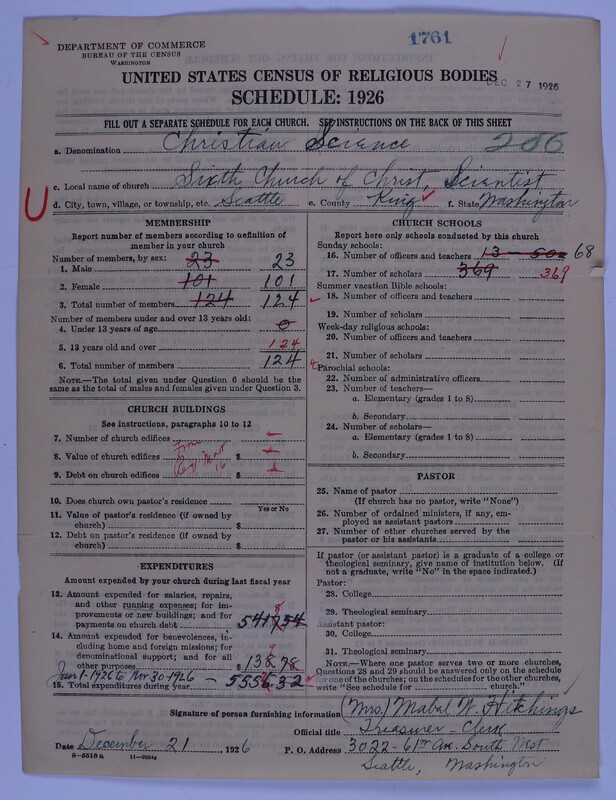 1761
DEPARTMENT OF COMMERCE
BUREAU OF THE CENSUS
WASHINGTON
UNITED STATES CENSUS OF RELIGIOUS BODIES
DEC 27 1926
SCHEDULE: 1926
FILL OUT A SEPARATE SCHEDULE FOR EACH CHURCH. SEE INSTRUCTIONS ON THE BACK OF THIS SHEET
a. Denomination Christian Science 206
c. Local name of church Sixth Church of Christ, Scientist
d. City, town, village, or township, etc. Seattle e. County King f. State Washington
MEMBERSHIP
Report number of members according to definition of
member in your church
Number of members, by sex:
1. Male 23 23
2. Female 101 101
3. Total number of members 124 124
Number of members under and over 13 years old:
4. Under 13 years of age 0
5. 13 years old and over 124
6. Total number of members 124
NOTE.—The total given under Question 6 should be
the same as the total of males and females given under Question 3.
CHURCH BUILDINGS
See instructions, paragraphs 10 to 12
7. Number of church edifices
8. Value of church edifices $
9. Debt on church edifices $
10. Does church own pastor's residence
Yes or No
11. Value of pastor's residence (if owned by
church) $
12. Debt on pastor's residence (if owned by
church) $
EXPENDITURES
Amount expended by your church during last fiscal year
13. Amount expended for salaries, repairs,
and other running expenses; for im-
provements or new buildings; and for
payments on church debt 5417 54
14. Amount expended for benevolences, in-
cluding home and foreign missions; for
denominational support; and for all
other purposes $ 138.78
Jan 1-1926 to Nov 30-1926
15. Total expenditures during year 5556.32
CHURCH SCHOOLS
Report here only schools conducted by this church
Sunday schools:
16. Number of officers and teachers 68
17. Number of scholars 369 369
Summer vacation Bible schools:
18. Number of officers and teachers
19. Number of scholars
Week-day religious schools:
20. Number of officers and teachers
21. Number of scholars
Parochial schools:
22. Number of administrative officers
23. Number of teachers—
a. Elementary (grades 1 to 8)
b. Secondary
24. Number of scholars—
a. Elementary (grades 1 to 8)
b. Secondary
PASTOR
25. Name of pastor
(If church has no pastor, write "None")
26. Number of ordained ministers, if any, em-
ployed as assistant pastors
27. Number of other churches served by the
pastor or his assistants
If pastor (or assistant pastor) is a graduate of a college or
theological seminary, give name of institution below. (If
not a graduate, write "No" in the space indicated.)
Pastor:
28. College
29. Theological seminary
Assistant pastor:
30. College
31. Theological seminary
NOTE.—Where one pastor serves two or more churches,
Questions 28 and 29 should be answered only on the schedule
for one of the churches; on the schedules for the other churches,
write "See schedule for church."
Signature of person furnishing information (Mrs) Mabel W. Hitchings
Official title Treasurer - Clerk
Date December 21, 1926 P. O. Address 3022-61st Av. South West
8-5518a 11-9034g Seattle, Washington